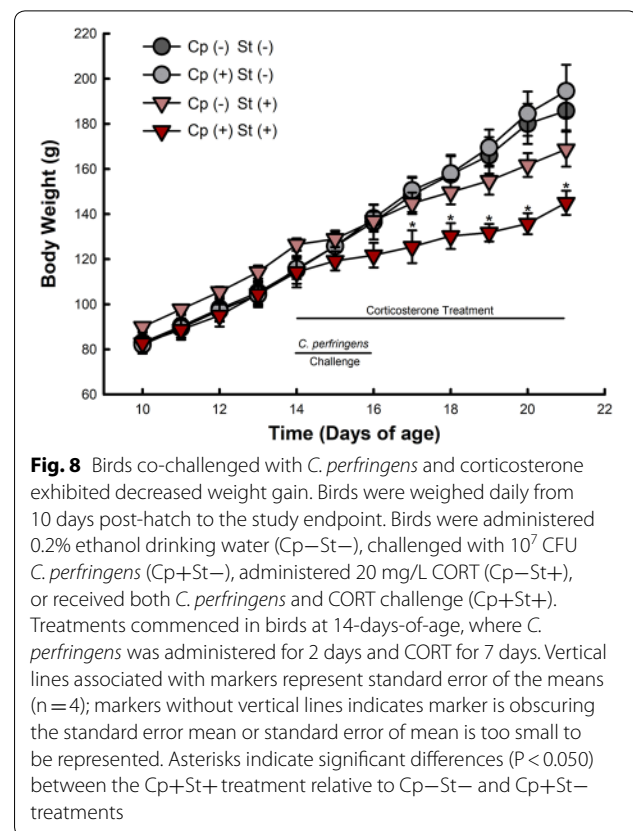 220
200
180
160
140
120
100
80
60
Body Weight (g)
Cp (-) St (-)
Cp (+) St (-)
Cp (-) St (+)
Cp (+) St (+)
* * * * *
Corticosterone Treatment
C. perfringens
Challenge
10 12 14 16 18 20 22
Time (Days of age)
Fig. 8 Birds co-challenged with C. perfringens and corticosterone
exhibited decreased weight gain. Birds were weighed daily from
10 days post-hatch to the study endpoint. Birds were administered
0.2% ethanol drinking water (Cp−St−), challenged with 10⁷ CFU
C. perfringens (Cp+St−), administered 20 mg/L CORT (Cp−St+),
or received both C. perfringens and CORT challenge (Cp+St+).
Treatments commenced in birds at 14-days-of-age, where C.
perfringens was administered for 2 days and CORT for 7 days. Vertical
lines associated with markers represent standard error of the means
(n = 4); markers without vertical lines indicates marker is obscuring
the standard error mean or standard error of mean is too small to
be represented. Asterisks indicate significant differences (P < 0.050)
between the Cp+St+ treatment relative to Cp−St− and Cp+St−
treatments